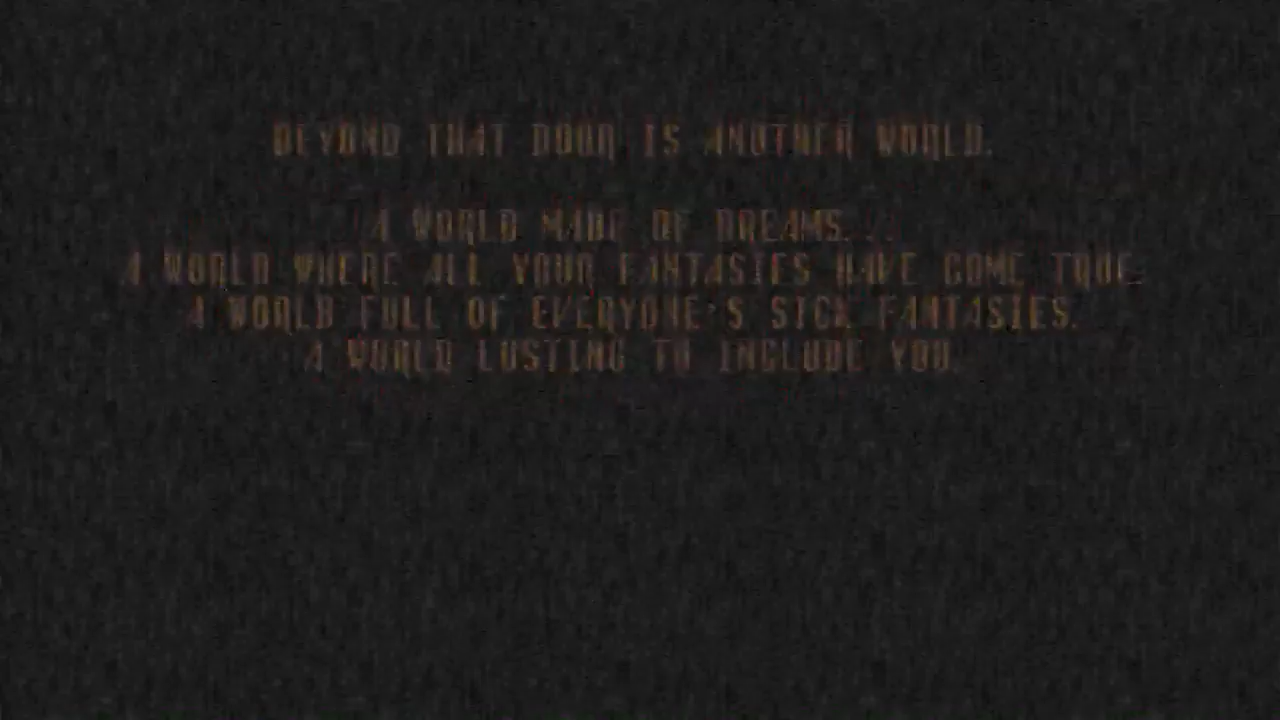 BEYOND THAT DOOR IS ANOTHER WORLD.
A WORLD MADE OF DREAMS...
A WORLD WHERE ALL YOUR FANTASIES HAVE COME TRUE.
A WORLD FULL OF EVERYONE'S SICK FANTASIES.
A WORLD LUSTING TO INCLUDE YOU.